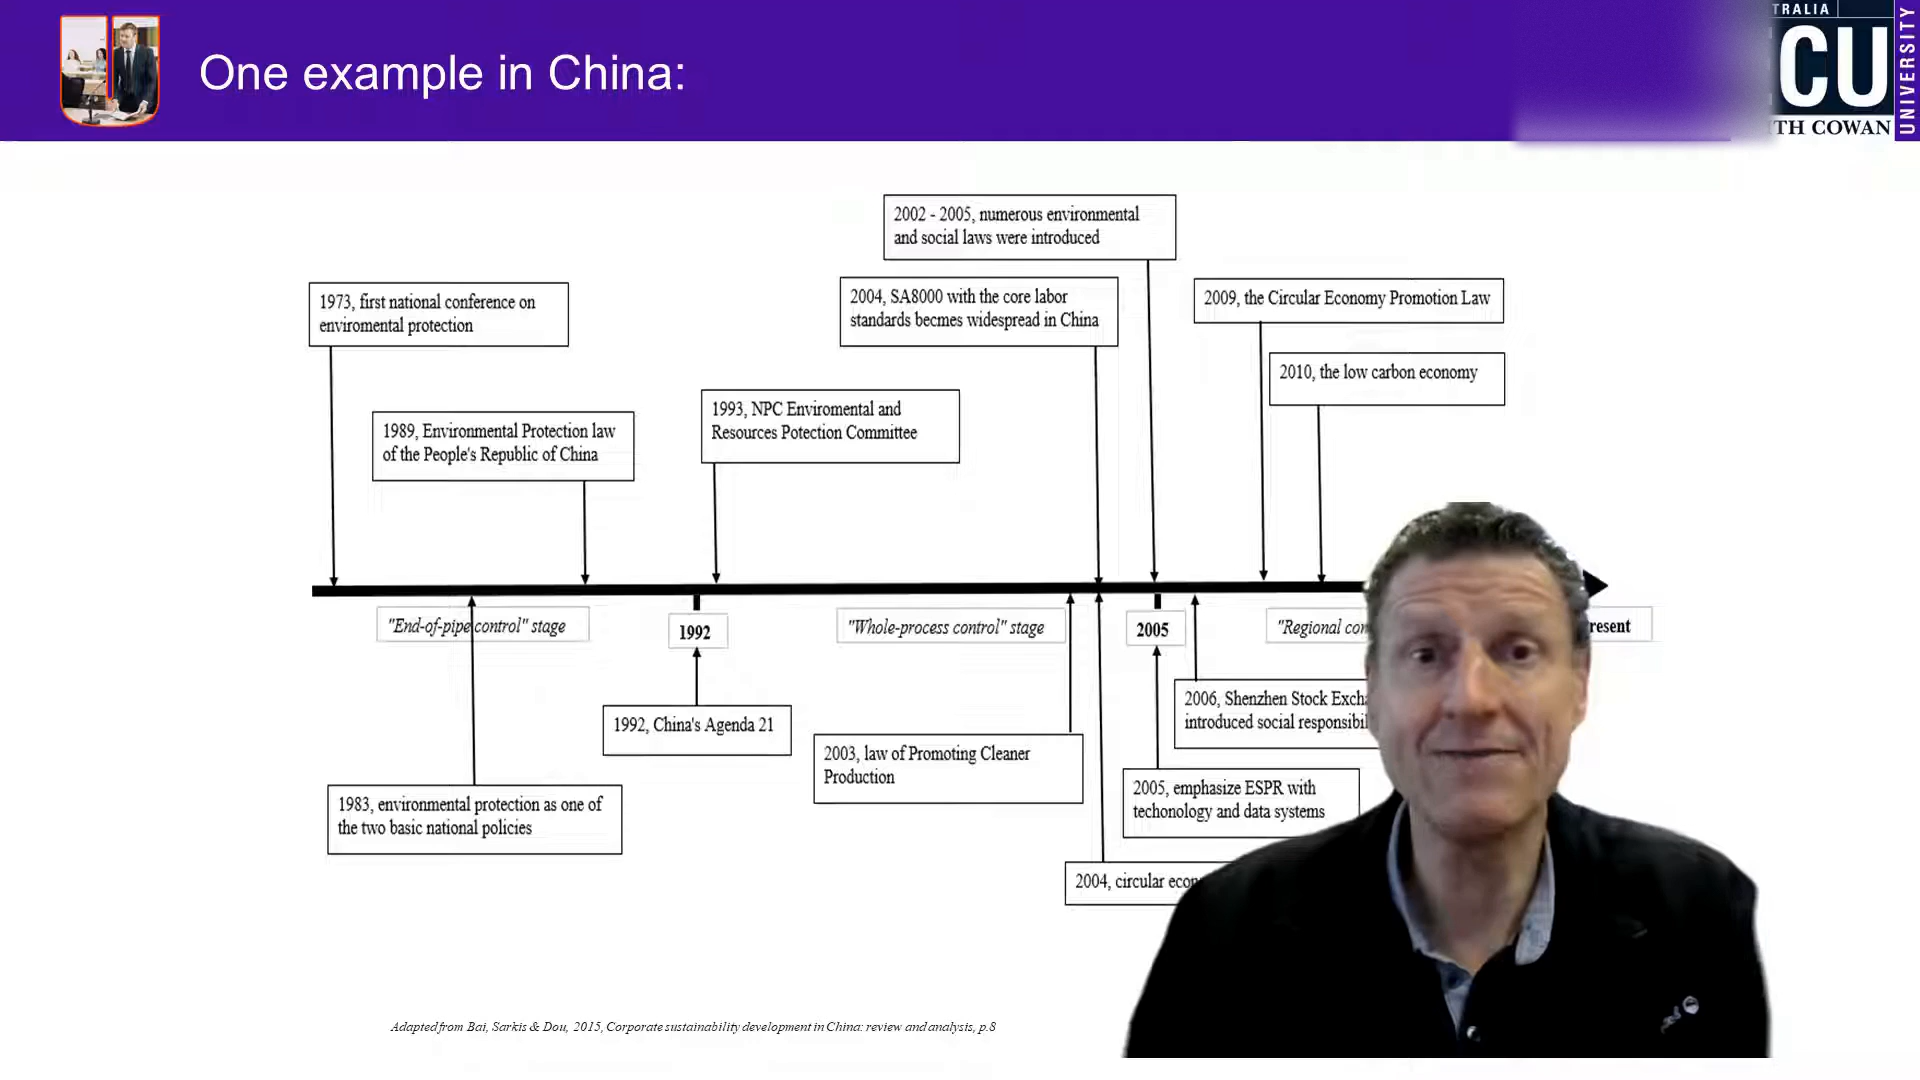 One example in China:
TRALIA
CU
UNIVERSITY
TH COWAN
2002 - 2005, numerous environmental
and social laws were introduced
1973, first national conference on
enviromental protection
2004, SA8000 with the core labor
standards becmes widespread in China
2009, the Circular Economy Promotion Law
2010, the low carbon economy
1989, Environmental Protection law
of the People's Republic of China
1993, NPC Enviromental and
Resources Potection Committee
"End-of-pipe control" stage
1992
"Whole-process control" stage
2005
"Regional con
resent
1992, China's Agenda 21
2003, law of Promoting Cleaner
Production
2006, Shenzhen Stock Excha
introduced social responsibil
2005, emphasize ESPR with
techonology and data systems
1983, environmental protection as one of
the two basic national policies
2004, circular econ
Adapted from Bai, Sarkis & Dou, 2015, Corporate sustainability development in China: review and analysis, p.8